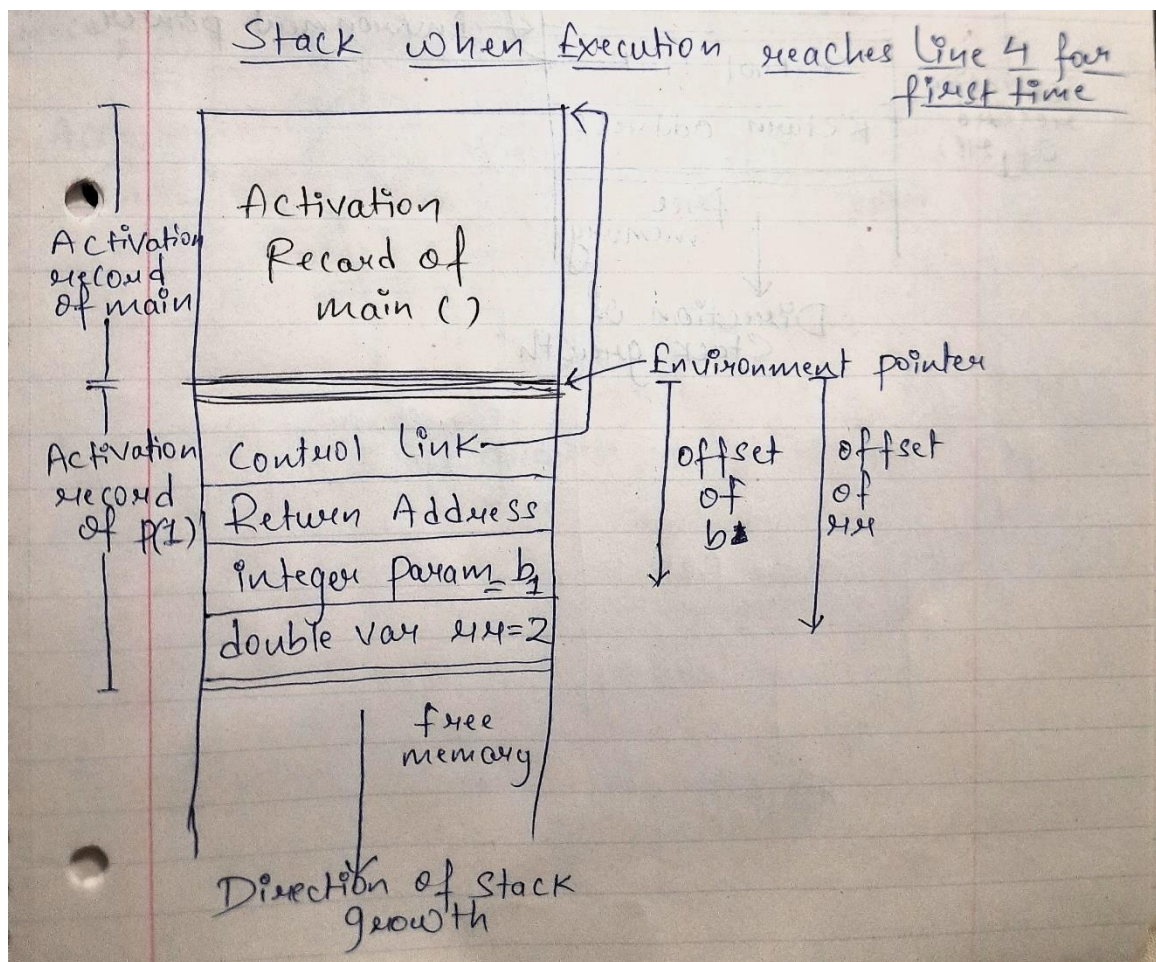 Stack when Execution reaches line 4 for
first time
Activation
Record of
main ()
Activation
record
of main
Environment pointer
Activation
record
of P(1)
Control link
Return Address
integer param b=1
double var rr=2
offset
of
b
offset
of
rr
free
memory
Direction of stack
growth